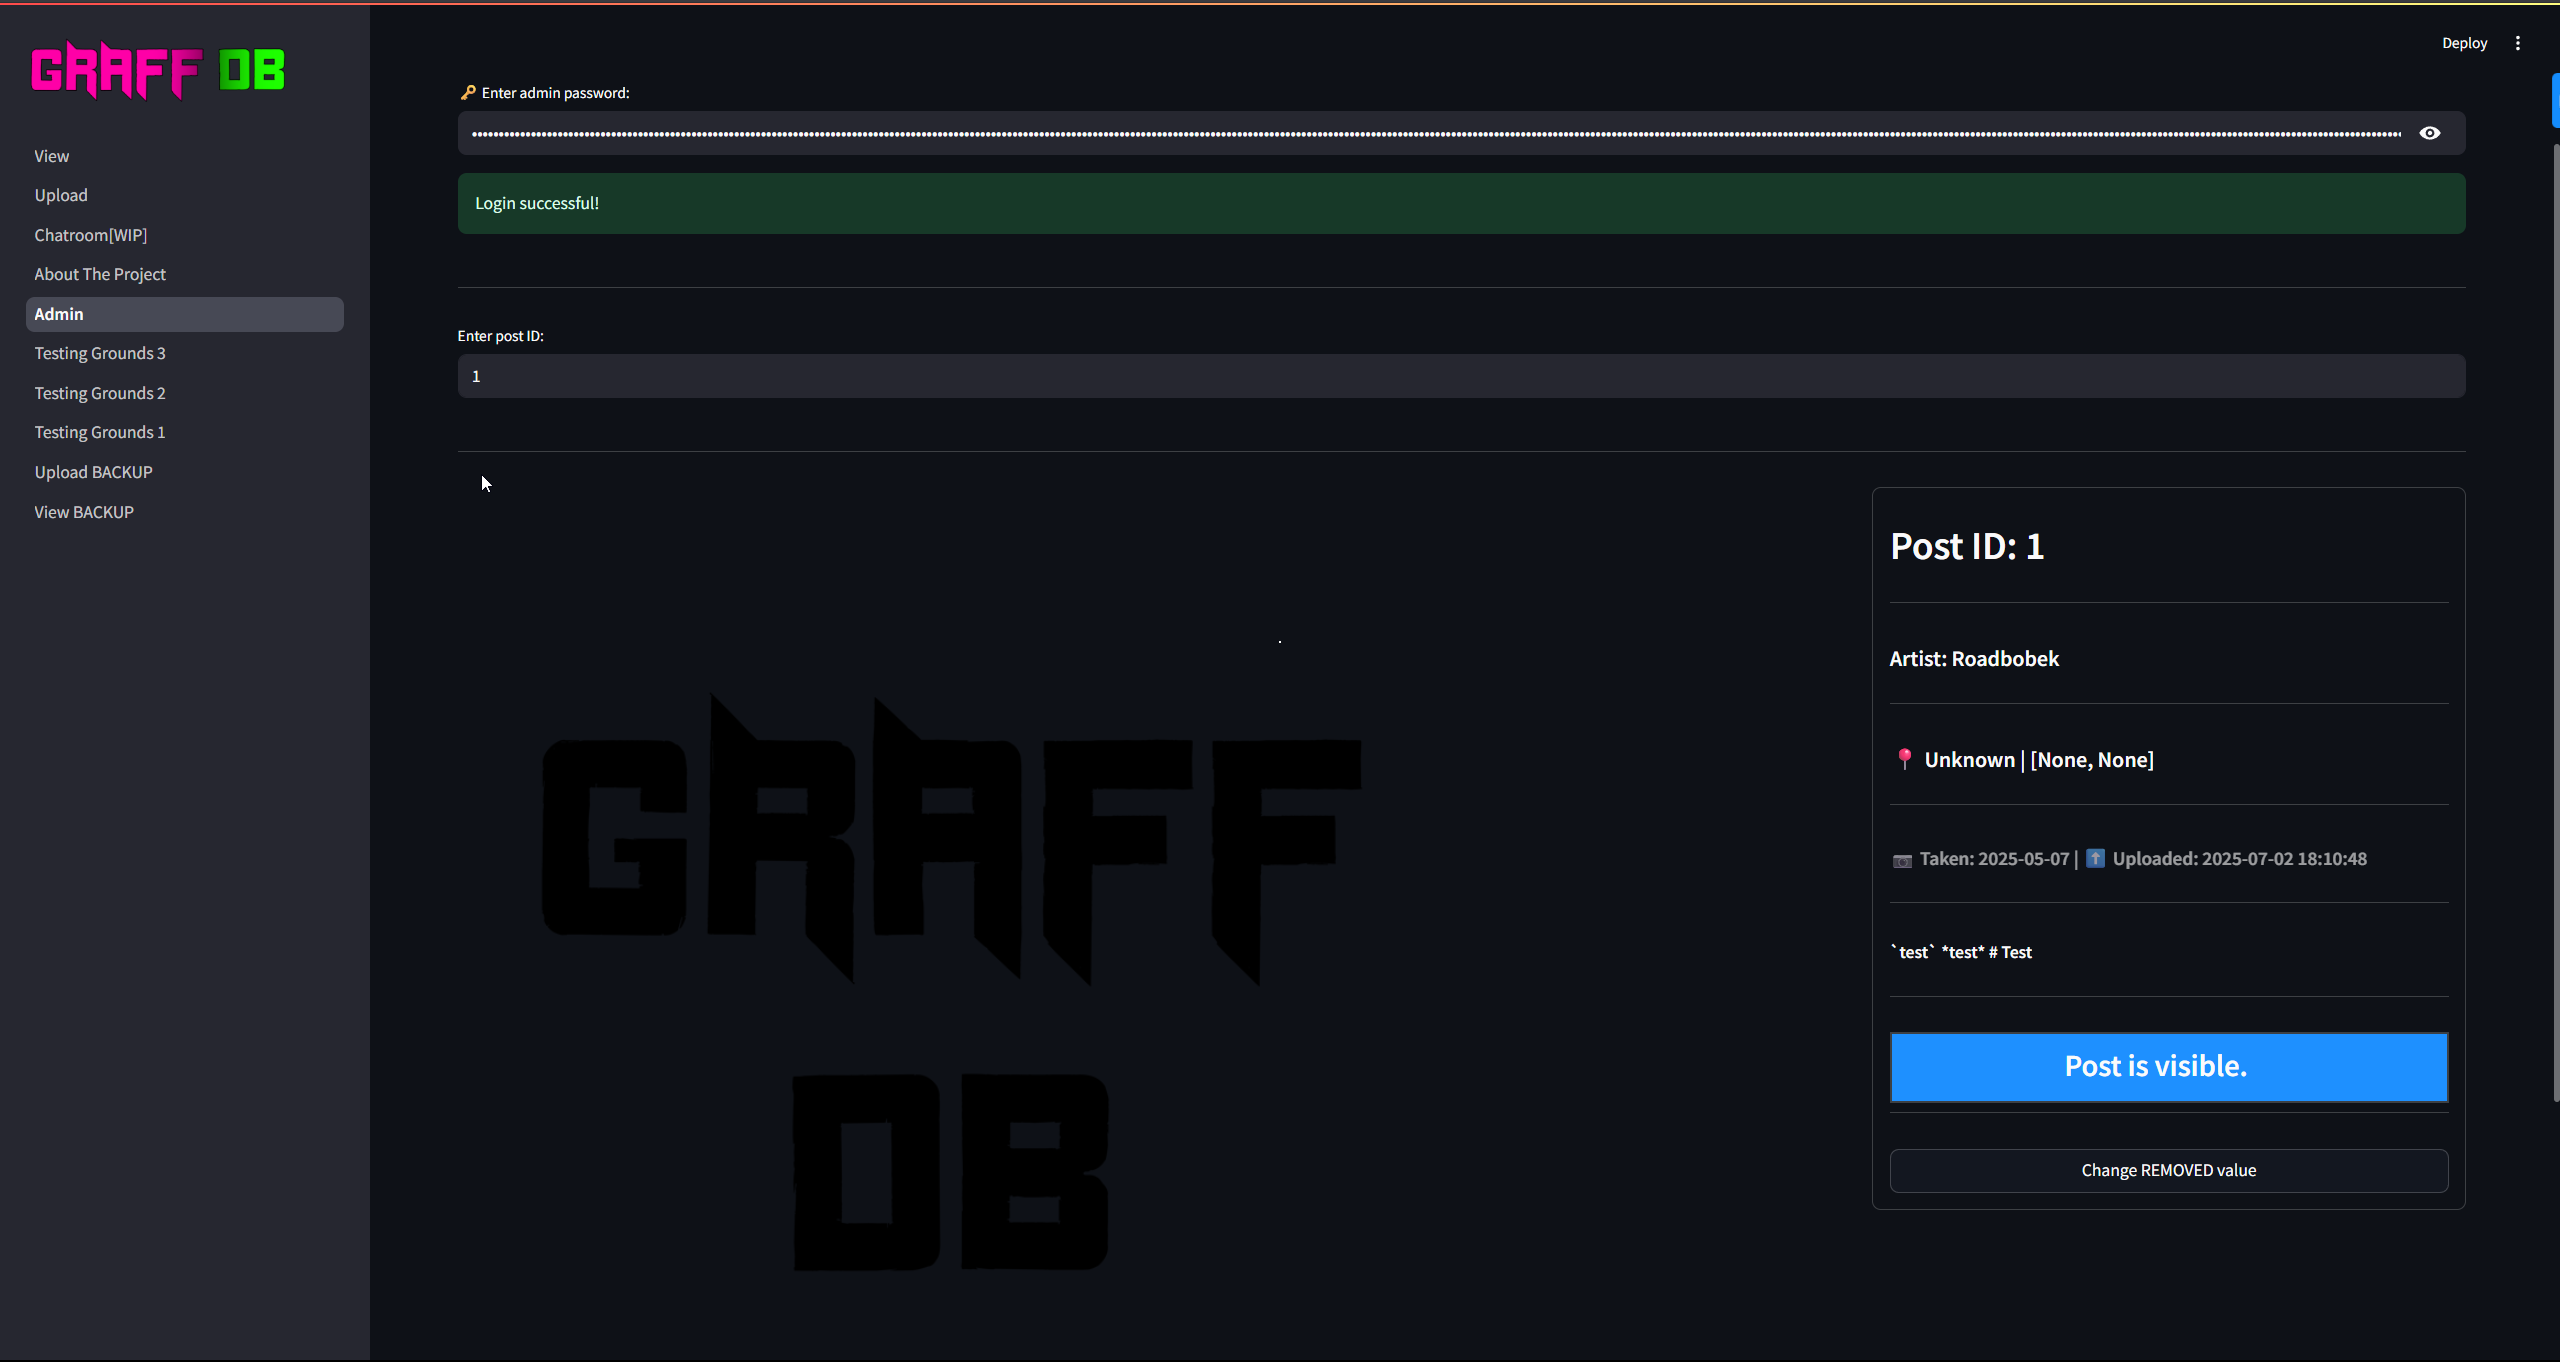 GRAFF DB
View
Upload
Chatroom[WIP]
About The Project
Admin
Testing Grounds 3
Testing Grounds 2
Testing Grounds 1
Upload BACKUP
View BACKUP
Deploy
🔑 Enter admin password:
Login successful!
Enter post ID:
1
GRAFF
DB
Post ID: 1
Artist: Roadbobek
📍 Unknown | [None, None]
📷 Taken: 2025-05-07 | ⬆️ Uploaded: 2025-07-02 18:10:48
`test` *test* # Test
Post is visible.
Change REMOVED value